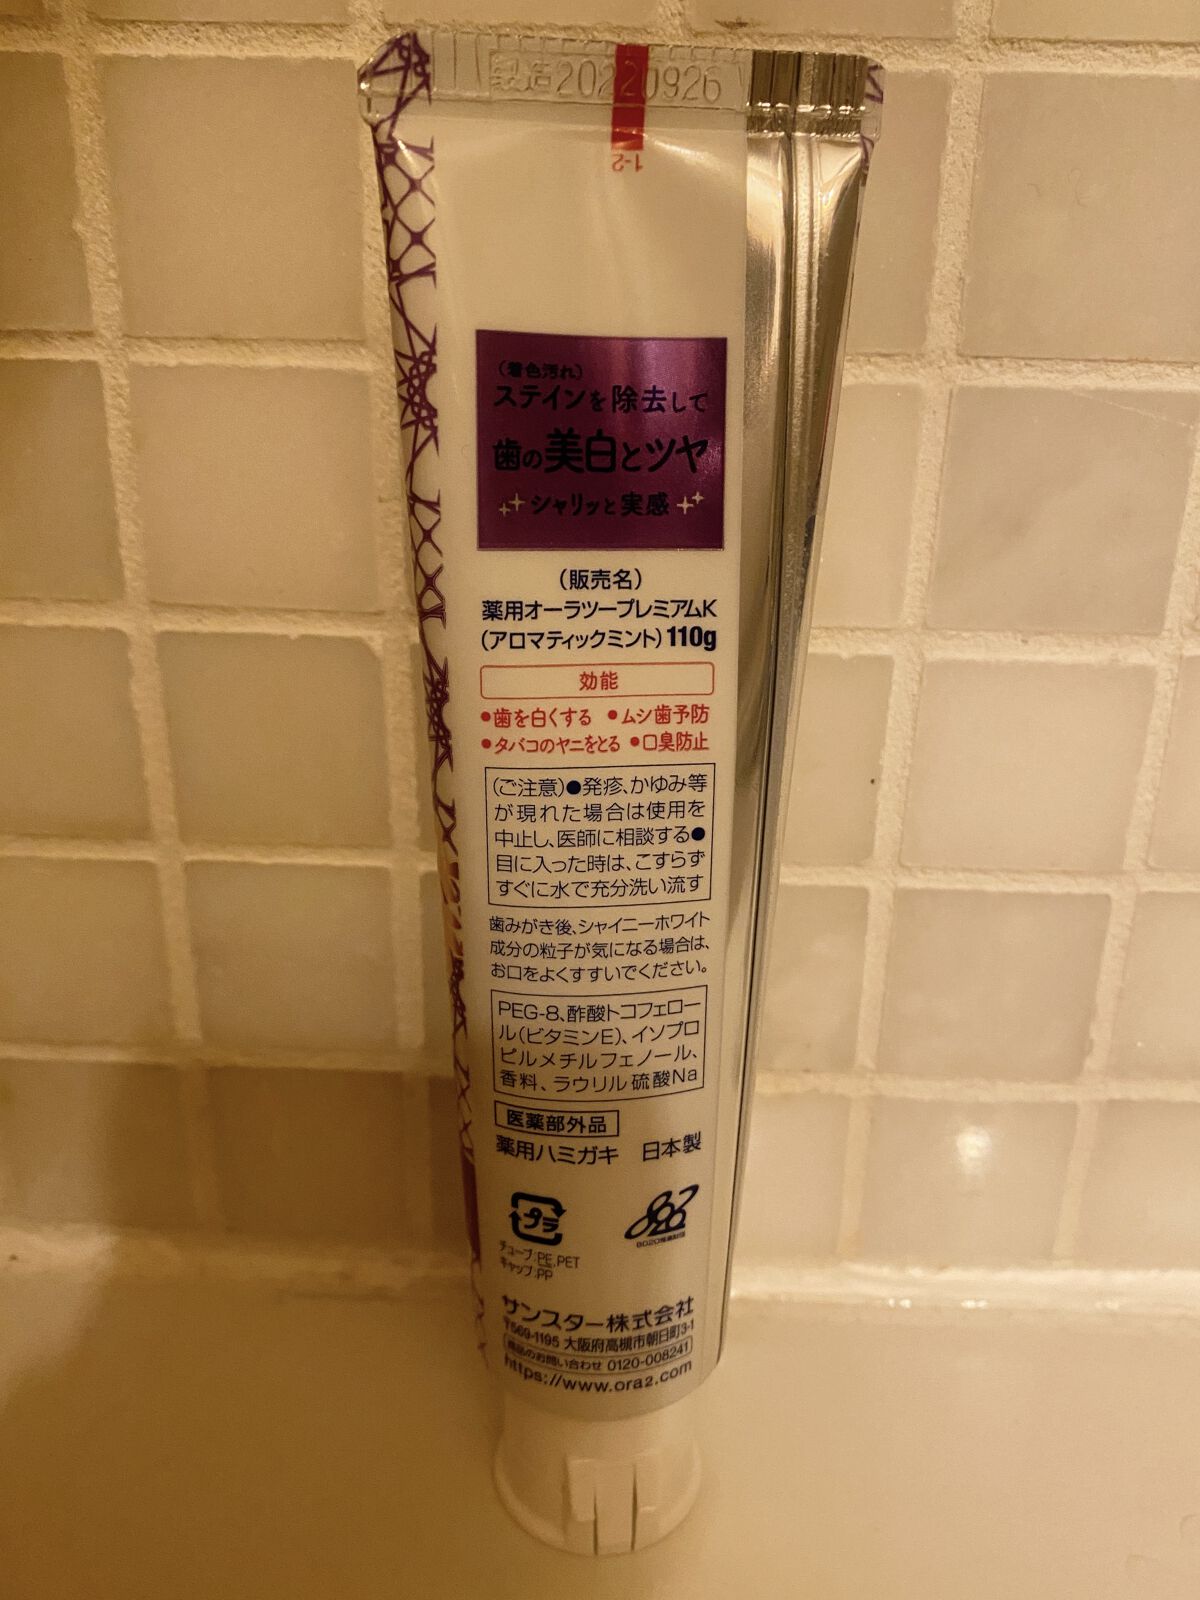 製造20220926
1-2
(着色汚れ)
ステインを除去して
歯の美白とツヤ
シャリッと実感
(販売名)
薬用オーラツープレミアムK
(アロマティックミント)110g
効能
●歯を白くする ●ムシ歯予防
●タバコのヤニをとる ●口臭防止
(ご注意)●発疹、かゆみ等
が現れた場合は使用を
中止し、医師に相談する●
目に入った時は、こすらず
すぐに水で充分洗い流す
歯みがき後、シャイニーホワイト
成分の粒子が気になる場合は、
お口をよくすすいでください。
PEG-8、酢酸トコフェロー
ル(ビタミンE)、イソプロ
ピルメチルフェノール、
香料、ラウリル硫酸Na
医薬部外品
薬用ハミガキ 日本製
プラ
チューブ:PE,PET
キャップ:PP
8020推進財団
サンスター株式会社
〒569-1195 大阪府高槻市朝日町3-1
商品のお問い合わせ 0120-008241
https://www.ora2.com